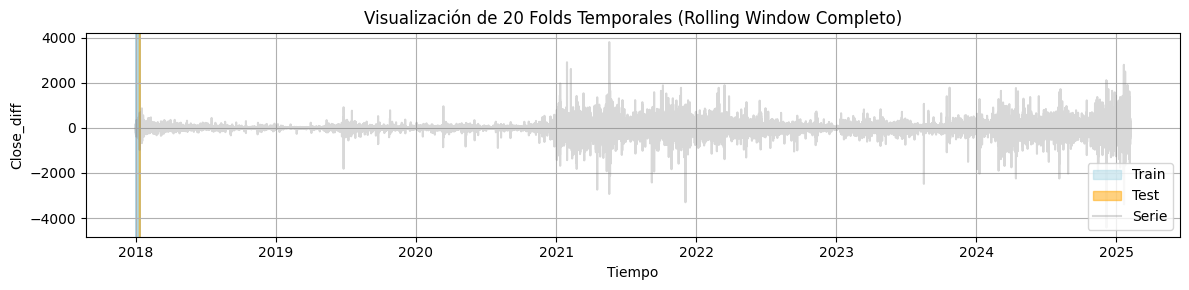 Visualización de 20 Folds Temporales (Rolling Window Completo)
Close_diff
4000
2000
0
−2000
−4000
Train
Test
Serie
2018 2019 2020 2021 2022 2023 2024 2025
Tiempo